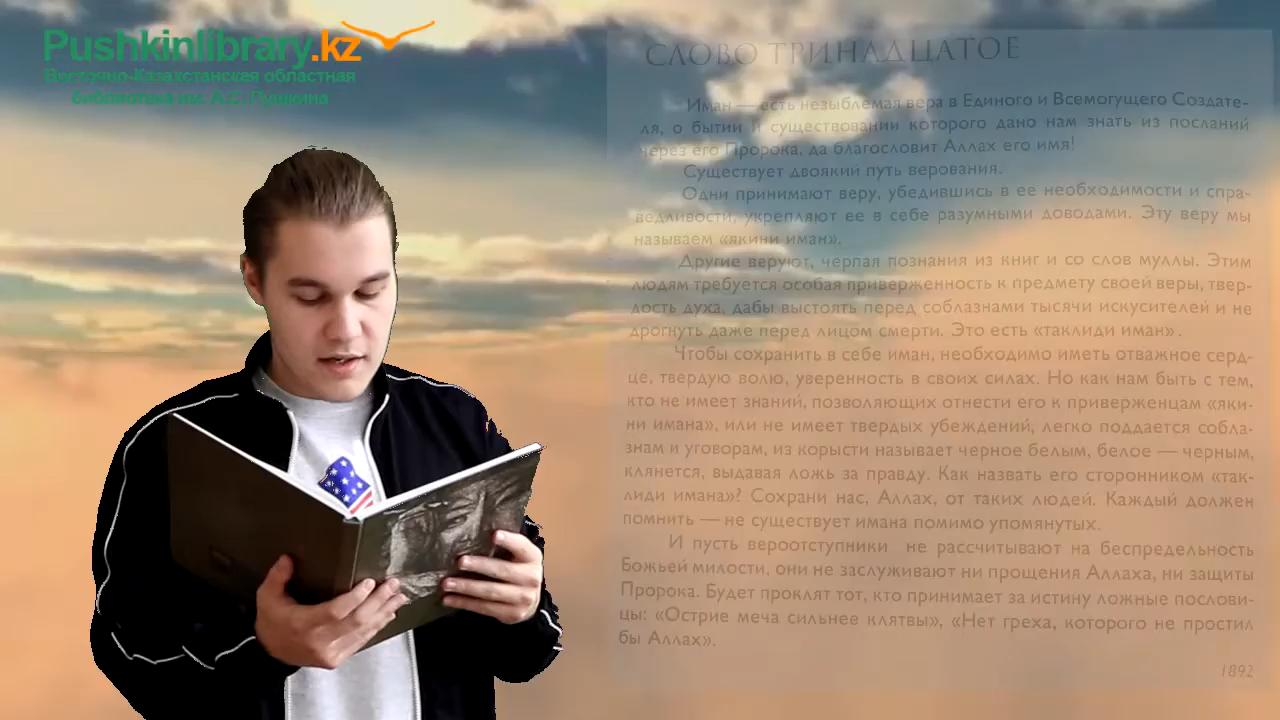 Pushkinlibrary.kz
Восточно-Казахстанская областная
библиотека им. А.С. Пушкина
СЛОВО ТРИНАДЦАТОЕ
Иман — есть незыблемая вера в Единого и Всемогущего Создате-
ля, о бытии и существовании которого дано нам знать из посланий
через его Пророка, да благословит Аллах его имя!
Существует двоякий путь верования.
Одни принимают веру, убедившись в ее необходимости и спра-
ведливости, укрепляют ее в себе разумными доводами. Эту веру мы
называем «якини иман».
Другие веруют, черпая познания из книг и со слов муллы. Этим
людям требуется особая приверженность к предмету своей веры, твер-
дость духа, дабы выстоять перед соблазнами тысячи искусителей и не
дрогнуть даже перед лицом смерти. Это есть «таклиди иман».
Чтобы сохранить в себе иман, необходимо иметь отважное серд-
це, твердую волю, уверенность в своих силах. Но как нам быть с тем,
кто не имеет знаний, позволяющих отнести его к приверженцам «яки-
ни имана», или не имеет твердых убеждений, легко поддается собла-
знам и уговорам, из корысти называет черное белым, белое — черным,
клянется, выдавая ложь за правду. Как назвать его сторонником «так-
лиди имана»? Сохрани нас, Аллах, от таких людей. Каждый должен
помнить — не существует имана помимо упомянутых.
И пусть вероотступники не рассчитывают на беспредельность
Божьей милости, они не заслуживают ни прощения Аллаха, ни защиты
Пророка. Будет проклят тот, кто принимает за истину ложные послови-
цы: «Острие меча сильнее клятвы», «Нет греха, которого не простил
бы Аллах».
1892